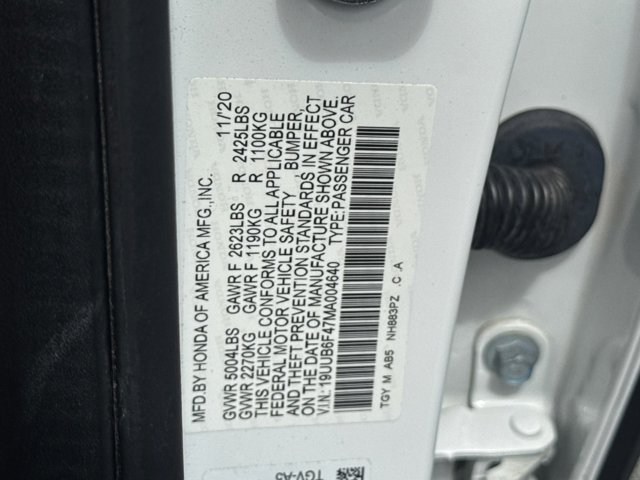 MFD.BY HONDA OF AMERICA MFG.,INC. 11/'20
GVWR 5004LBS GAWR F 2623LBS R 2425LBS
GVWR 2270KG GAWR F 1190KG R 1100KG
THIS VEHICLE CONFORMS TO ALL APPLICABLE
FEDERAL MOTOR VEHICLE SAFETY , BUMPER,
AND THEFT PREVENTION STANDARDS IN EFFECT
ON THE DATE OF MANUFACTURE SHOWN ABOVE.
V.I.N: 19UUB6F47MA004640 TYPE:PASSENGER CAR
TGY M AB5 NH883PZ C A
TGV-A5